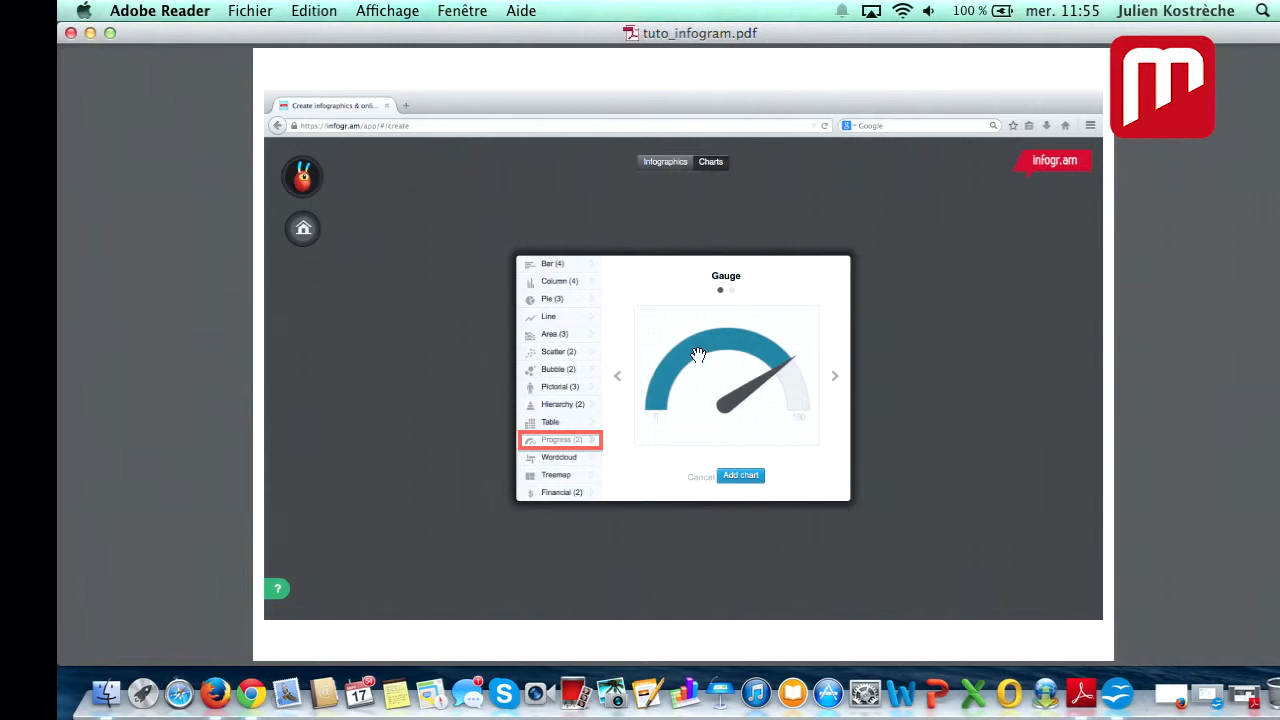 Adobe Reader Fichier Edition Affichage Fenêtre Aide 100 % mer. 11:55 Julien Kostrèche
tuto_infogram.pdf
Create infographics & onli...
https://infogr.am/app/#/create
Google
Infographics Charts
infogr.am
Bar (4)
Column (4)
Pie (3)
Line
Area (3)
Scatter (2)
Bubble (2)
Pictorial (3)
Hierarchy (2)
Table
Progress (2)
Wordcloud
Treemap
Financial (2)
Gauge
0
Cancel Add chart
?
17